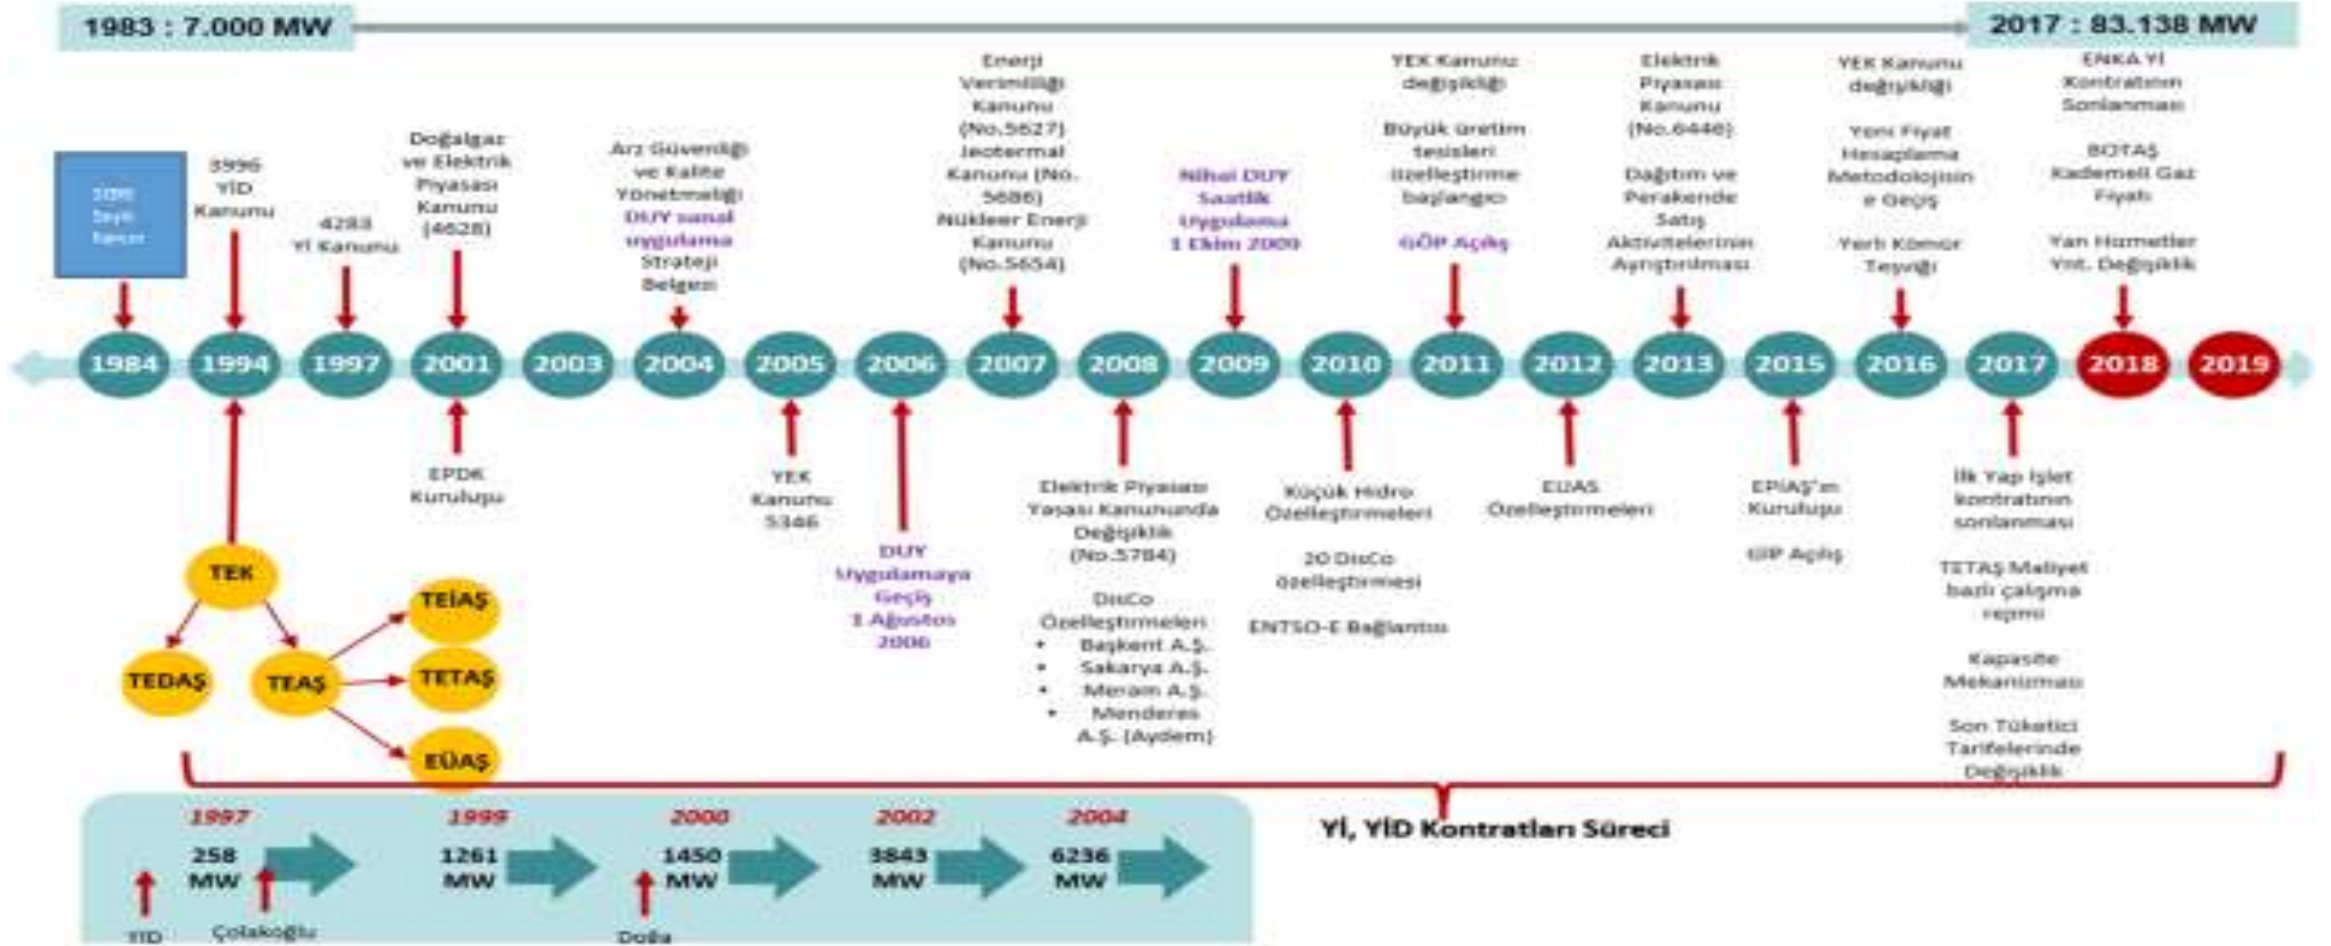 1983 : 7.000 MW
2017 : 83.138 MW
3996
YİD
Kanunu
4283
Yİ Kanunu
Doğalgaz
ve Elektrik
Piyasası
Kanunu
(4628)
Arz Güvenliği
ve Kalite
Yönetmeliği
DUY sanal
uygulama
Strateji
Belgesi
Enerji
Verimliliği
Kanunu
(No.5627)
Jeotermal
Kanunu (No.
5686)
Nükleer Enerji
Kanunu
(No.5654)
Nihai DUY
Saatlik
Uygulama
1 Ekim 2009
YEK Kanunu
değişikliği
Büyük üretim
tesisleri
özelleştirme
başlangıcı
GÖP Açılış
Elektrik
Piyasası
Kanunu
(No.6446)
Dağıtım ve
Perakende
Satış
Aktivitelerinin
Ayrıştırılması
YEK Kanunu
değişikliği
Yeni Fiyat
Hesaplama
Metodolojisin
e Geçiş
Yerli Kömür
Teşviği
ENKA Yİ
Kontratının
Sonlanması
BOTAŞ
Kademeli Gaz
Fiyatı
Yan Hizmetler
Ynt. Değişiklik
1984
1994
1997
2001
2003
2004
2005
2006
2007
2008
2009
2010
2011
2012
2013
2015
2016
2017
2018
2019
EPDK
Kuruluşu
YEK
Kanunu
5346
DUY
Uygulamaya
Geçiş
1 Ağustos
2006
Elektrik Piyasası
Yasası Kanununda
Değişiklik
(No.5784)
DisCo
Özelleştirmeleri
• Başkent A.Ş.
• Sakarya A.Ş.
• Meram A.Ş.
• Menderes
A.Ş. (Aydem)
Küçük Hidro
Özelleştirmeleri
20 DisCo
özelleştirmesi
ENTSO-E Bağlantısı
EUAS
Özelleştirmeleri
EPİAŞ'ın
Kuruluşu
GİP Açılış
İlk Yap İşlet
kontratının
sonlanması
TETAŞ Maliyet
bazlı çalışma
rejimi
Kapasite
Mekanizması
Son Tüketici
Tarifelerinde
Değişiklik
TEK
TEDAŞ
TEAŞ
TEİAŞ
TETAŞ
EÜAŞ
Yİ, YİD Kontratları Süreci
1997
258
MW
1999
1261
MW
2000
1450
MW
2002
3843
MW
2004
6236
MW
YİD
Çolakoğlu
Doğa